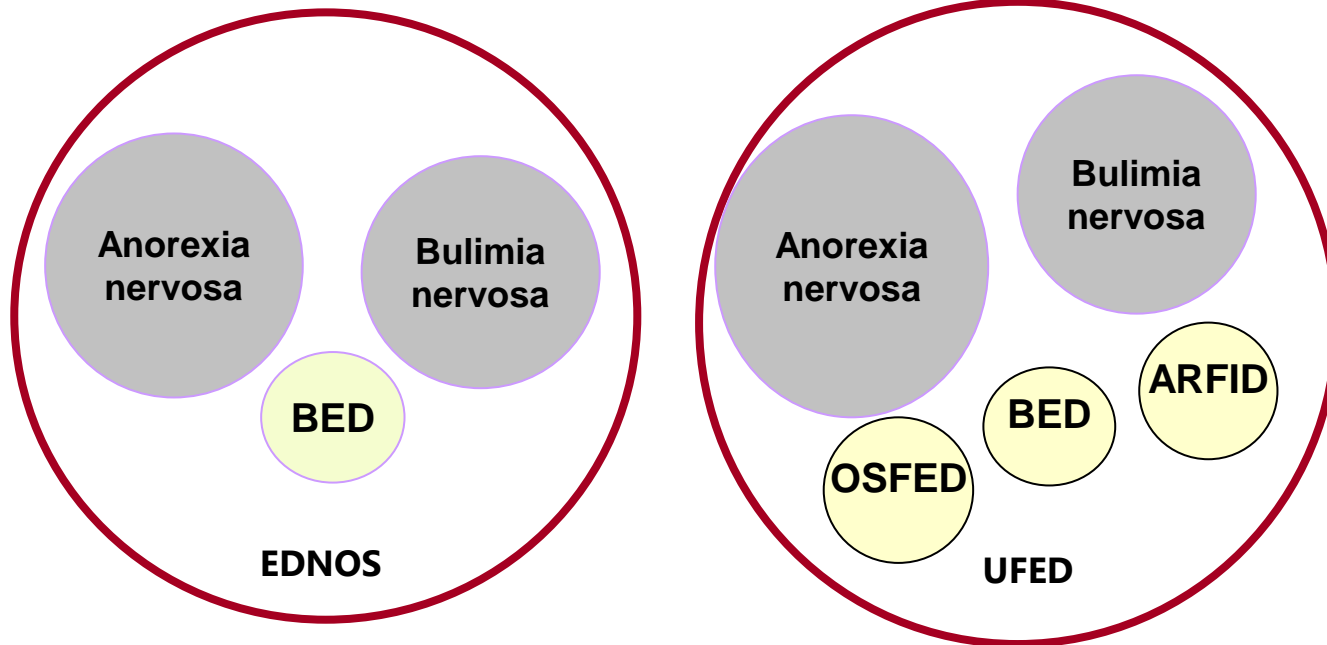 Anorexia
nervosa
Bulimia
nervosa
BED
EDNOS
Anorexia
nervosa
Bulimia
nervosa
ARFID
BED
OSFED
UFED